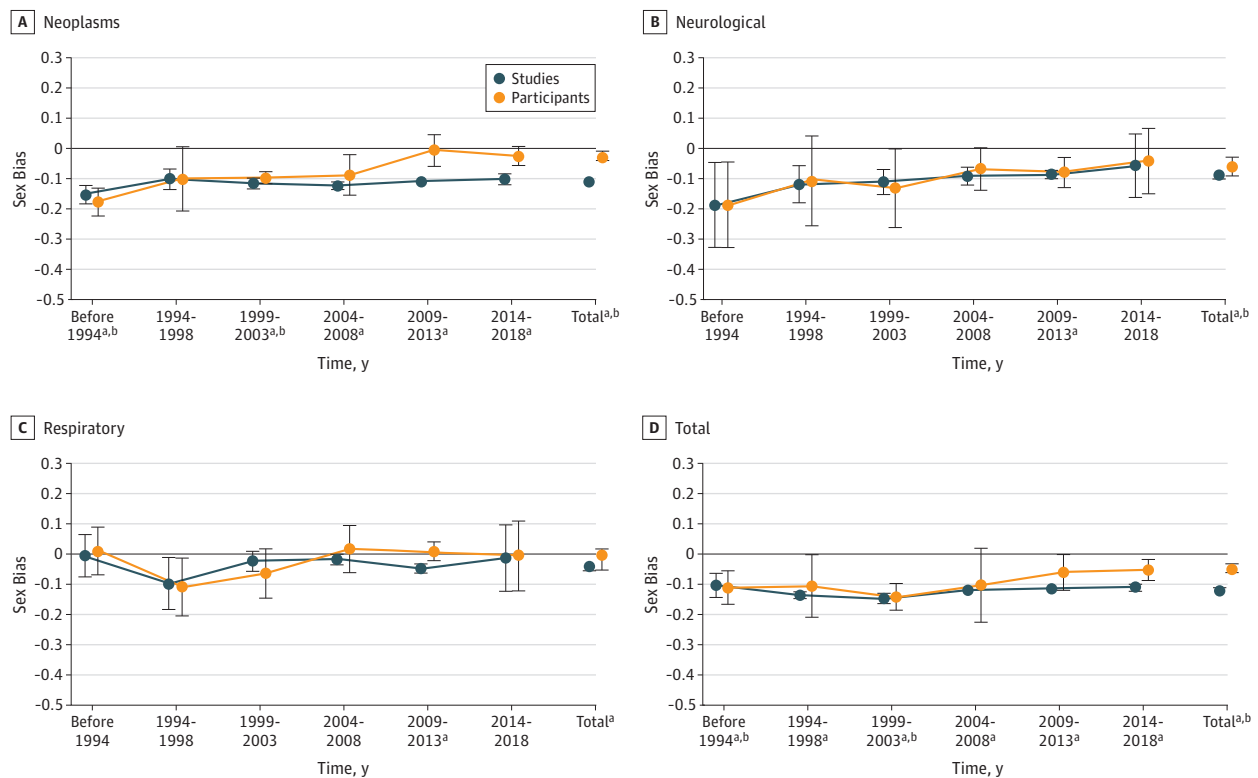 A Neoplasms
0.3
0.2
0.1
0
-0.1
-0.2
-0.3
-0.4
-0.5
Sex Bias
Studies
Participants
Before
1994a,b
1994-
1998
1999-
2003a,b
2004-
2008a
2009-
2013a
2014-
2018a
Totala,b
Time, y
B Neurological
0.3
0.2
0.1
0
-0.1
-0.2
-0.3
-0.4
-0.5
Sex Bias
Before
1994
1994-
1998
1999-
2003
2004-
2008
2009-
2013a
2014-
2018
Totala,b
Time, y
C Respiratory
0.3
0.2
0.1
0
-0.1
-0.2
-0.3
-0.4
-0.5
Sex Bias
Before
1994
1994-
1998
1999-
2003
2004-
2008
2009-
2013a
2014-
2018
Totala
Time, y
D Total
0.3
0.2
0.1
0
-0.1
-0.2
-0.3
-0.4
-0.5
Sex Bias
Before
1994a,b
1994-
1998a
1999-
2003a,b
2004-
2008a
2009-
2013a
2014-
2018a
Totala,b
Time, y